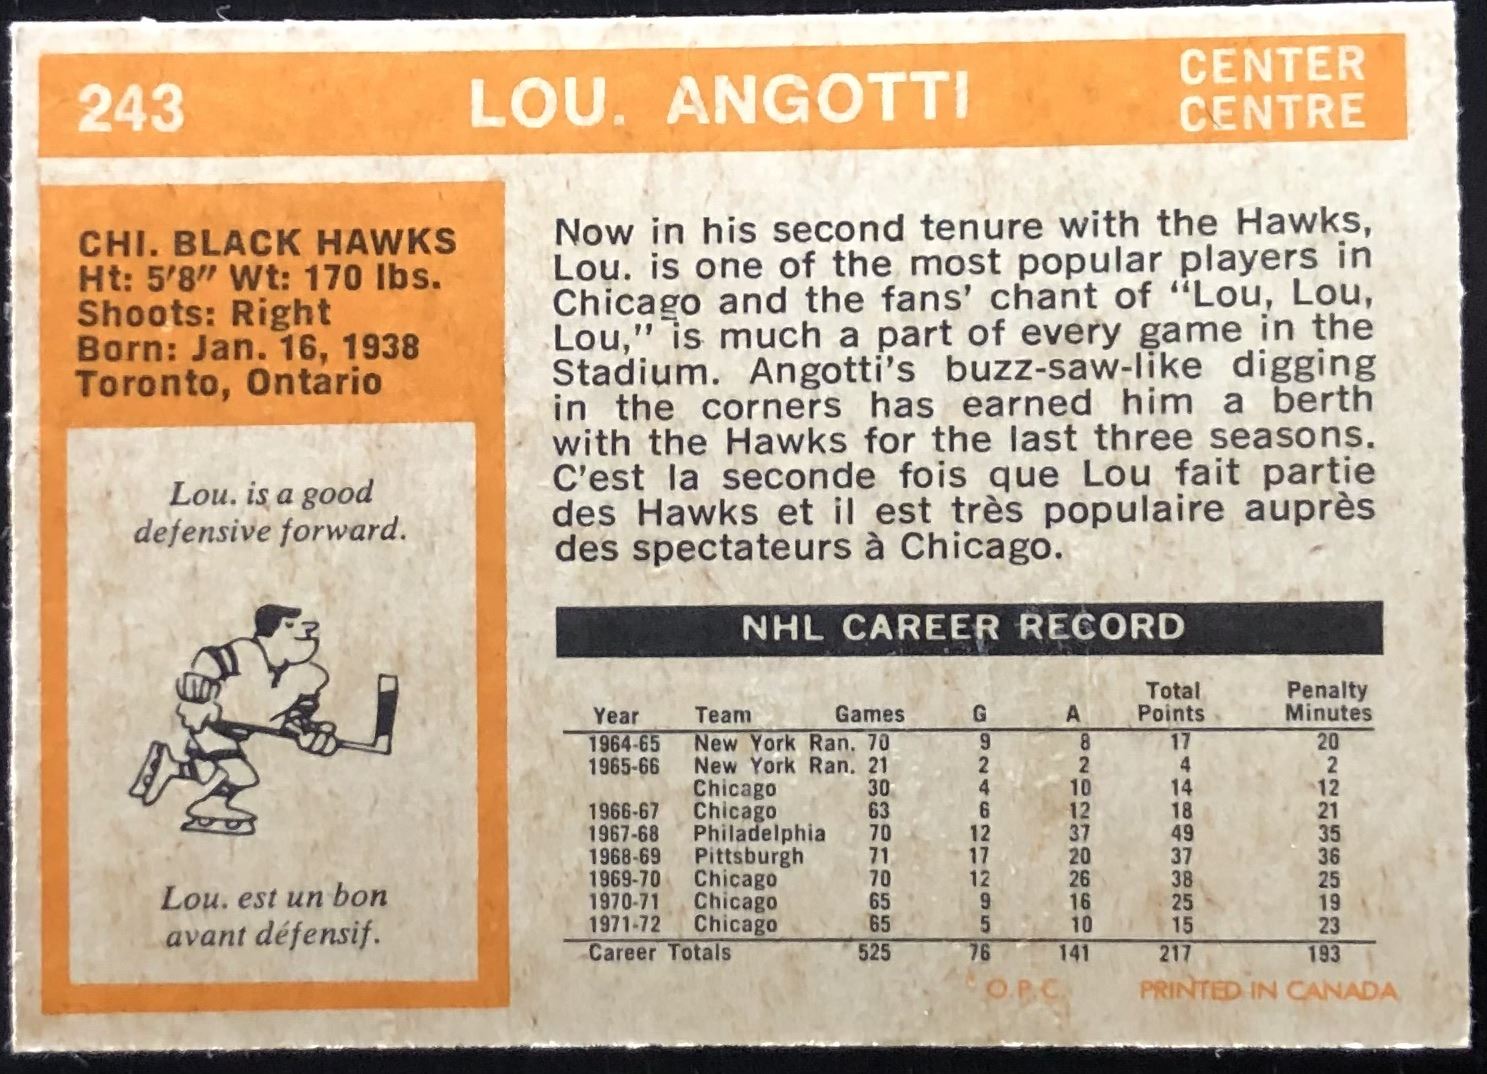 243
LOU. ANGOTTI
CENTER
CENTRE
CHI. BLACK HAWKS
Ht: 5'8" Wt: 170 lbs.
Shoots: Right
Born: Jan. 16, 1938
Toronto, Ontario
Lou. is a good
defensive forward.
Lou. est un bon
avant défensif.
Now in his second tenure with the Hawks,
Lou. is one of the most popular players in
Chicago and the fans' chant of "Lou, Lou,
Lou," is much a part of every game in the
Stadium. Angotti's buzz-saw-like digging
in the corners has earned him a berth
with the Hawks for the last three seasons.
C'est la seconde fois que Lou fait partie
des Hawks et il est très populaire auprès
des spectateurs à Chicago.
NHL CAREER RECORD
Year Team Games G A Total Points Penalty Minutes
1964-65 New York Ran. 70 9 8 17 20
1965-66 New York Ran. 21 2 2 4 2
Chicago 30 4 10 14 12
1966-67 Chicago 63 6 12 18 21
1967-68 Philadelphia 70 12 37 49 35
1968-69 Pittsburgh 71 17 20 37 36
1969-70 Chicago 70 12 26 38 25
1970-71 Chicago 65 9 16 25 19
1971-72 Chicago 65 5 10 15 23
Career Totals 525 76 141 217 193
O.P.C. PRINTED IN CANADA